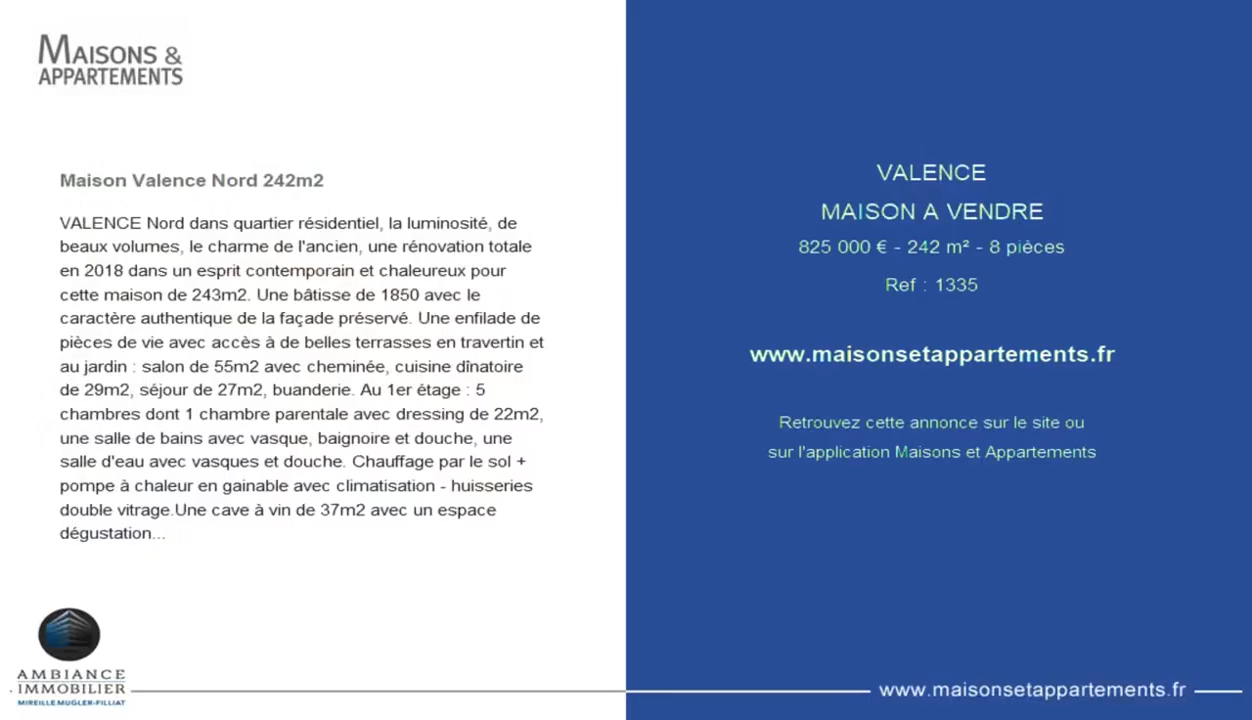 MAISONS &
APPARTEMENTS
Maison Valence Nord 242m2
VALENCE Nord dans quartier résidentiel, la luminosité, de
beaux volumes, le charme de l'ancien, une rénovation totale
en 2018 dans un esprit contemporain et chaleureux pour
cette maison de 243m2. Une bâtisse de 1850 avec le
caractère authentique de la façade préservé. Une enfilade de
pièces de vie avec accès à de belles terrasses en travertin et
au jardin : salon de 55m2 avec cheminée, cuisine dînatoire
de 29m2, séjour de 27m2, buanderie. Au 1er étage : 5
chambres dont 1 chambre parentale avec dressing de 22m2,
une salle de bains avec vasque, baignoire et douche, une
salle d'eau avec vasques et douche. Chauffage par le sol +
pompe à chaleur en gainable avec climatisation - huisseries
double vitrage.Une cave à vin de 37m2 avec un espace
dégustation...
AMBIANCE
IMMOBILIER
MIREILLE MUGLER-FILLIAT
VALENCE
MAISON A VENDRE
825 000 € - 242 m² - 8 pièces
Ref : 1335
www.maisonsetappartements.fr
Retrouvez cette annonce sur le site ou
sur l'application Maisons et Appartements
www.maisonsetappartements.fr